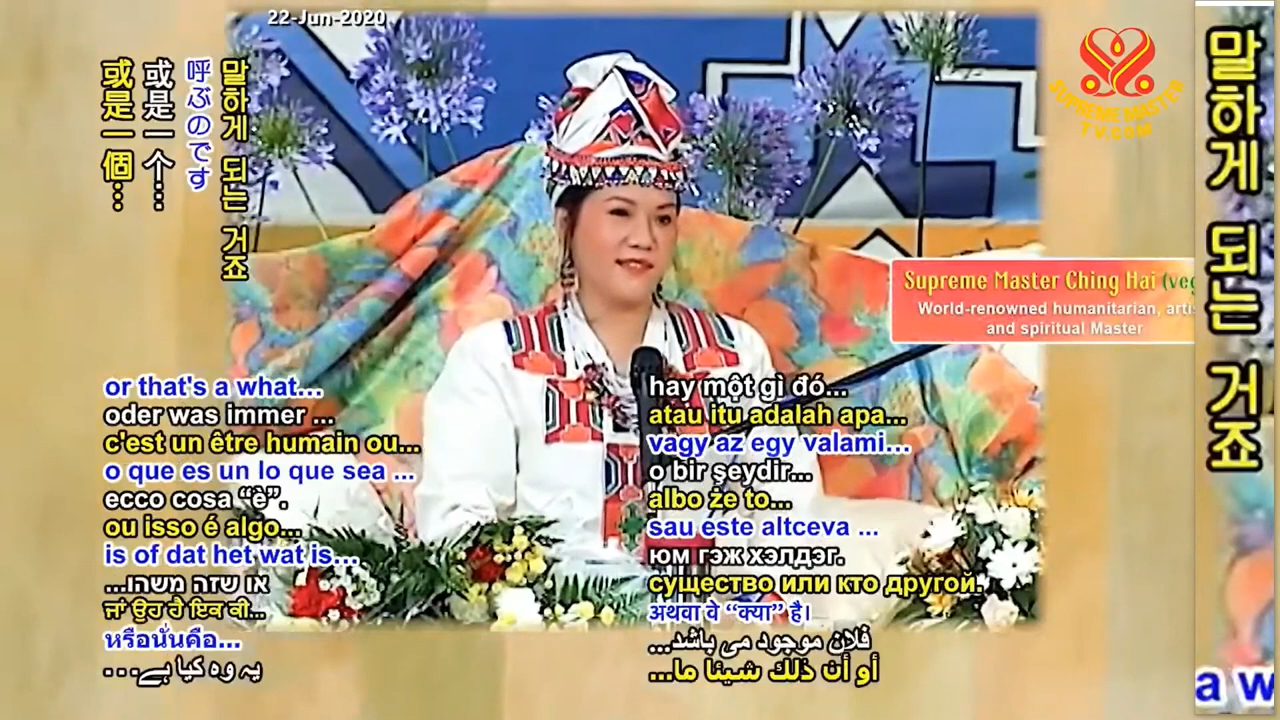 22-Jun-2020
말하게 되는 거죠
呼ぶのです
或是一个…
或是一個…
SUPREME MASTER
TV.COM
Supreme Master Ching Hai (veg
World-renowned humanitarian, artis
and spiritual Master
or that's a what...
oder was immer ...
c'est un être humain ou...
o que es un lo que sea ...
ecco cosa “è”.
ou isso é algo...
is of dat het wat is...
או שזה משהו...
ਜਾਂ ਉਹ ਹੈ ਇਕ ਕੀ...
หรือนั่นคือ...
یہ وہ کیا ہے...
hay một gì đó...
atau itu adalah apa...
vagy az egy valami...
o bir şeydir...
albo że to...
sau este altceva ...
юм гэж хэлдэг.
существо или кто другой.
अथवा वे “क्या” है।
فلان موجود می باشد...
أو أن ذلك شيئا ما...
말하게 되는 거죠
a w